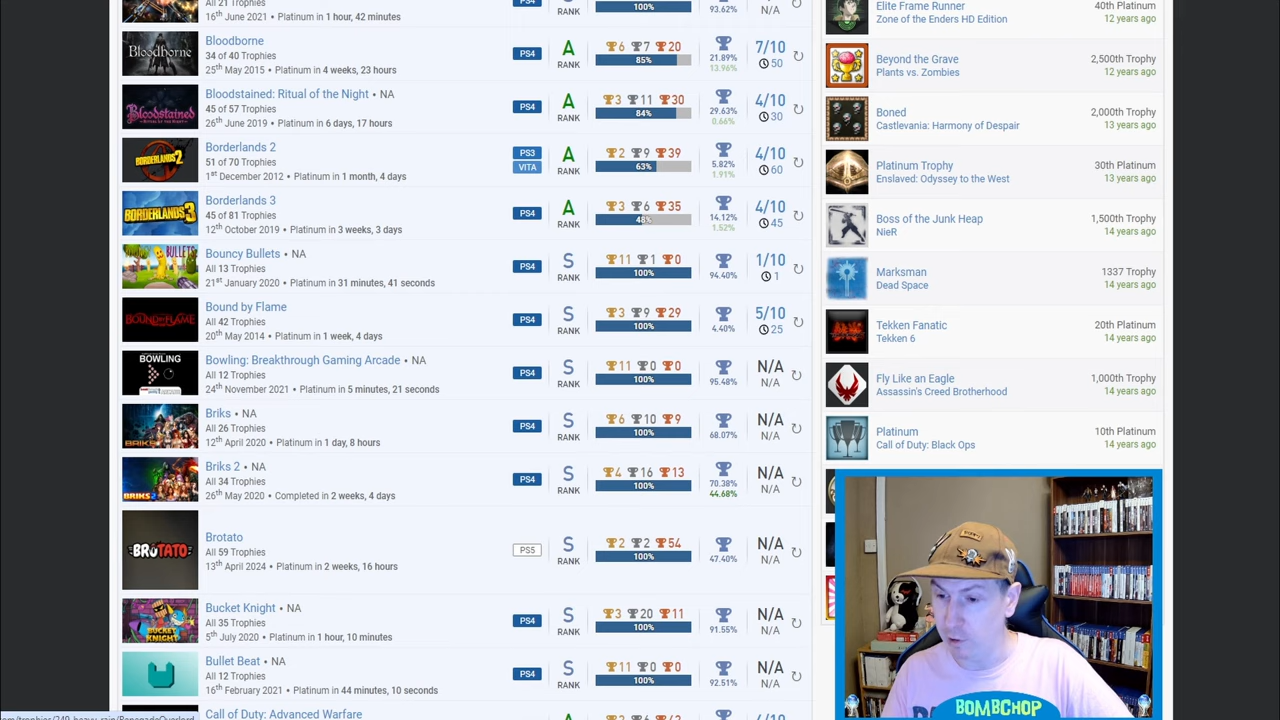 All 21 Trophies
16th June 2021 • Platinum in 1 hour, 42 minutes
PS4
RANK
100%
93.62%
N/A
Bloodborne
Bloodborne
34 of 40 Trophies
25th May 2015 • Platinum in 4 weeks, 23 hours
PS4
A
RANK
6 7 20
85%
21.89%
13.96%
7/10
50
Bloodstained
Bloodstained: Ritual of the Night • NA
45 of 57 Trophies
26th June 2019 • Platinum in 6 days, 17 hours
PS4
A
RANK
3 11 30
84%
29.63%
0.66%
4/10
30
BORDERLANDS 2
Borderlands 2
51 of 70 Trophies
1st December 2012 • Platinum in 1 month, 4 days
PS3
VITA
A
RANK
2 9 39
63%
5.82%
1.91%
4/10
60
BORDERLANDS 3
Borderlands 3
45 of 81 Trophies
12th October 2019 • Platinum in 3 weeks, 3 days
PS4
A
RANK
3 6 35
48%
14.12%
1.52%
4/10
45
BULLETS
Bouncy Bullets • NA
All 13 Trophies
21st January 2020 • Platinum in 31 minutes, 41 seconds
PS4
S
RANK
11 1 0
100%
94.40%
1/10
1
BOUND BY FLAME
Bound by Flame
All 42 Trophies
20th May 2014 • Platinum in 1 week, 4 days
PS4
S
RANK
3 9 29
100%
4.40%
5/10
25
BOWLING
Bowling: Breakthrough Gaming Arcade • NA
All 12 Trophies
24th November 2021 • Platinum in 5 minutes, 21 seconds
PS4
S
RANK
11 0 0
100%
95.48%
N/A
N/A
BRIKS
Briks • NA
All 26 Trophies
12th April 2020 • Platinum in 1 day, 8 hours
PS4
S
RANK
6 10 9
100%
68.07%
N/A
N/A
BRIKS 2
Briks 2 • NA
All 34 Trophies
26th May 2020 • Completed in 2 weeks, 4 days
PS4
S
RANK
4 16 13
100%
70.38%
44.68%
N/A
N/A
BROTATO
Brotato
All 59 Trophies
13th April 2024 • Platinum in 2 weeks, 16 hours
PS5
S
RANK
2 2 54
100%
47.40%
N/A
N/A
BUCKET KNIGHT
Bucket Knight • NA
All 35 Trophies
5th July 2020 • Platinum in 1 hour, 10 minutes
PS4
S
RANK
3 20 11
100%
91.55%
N/A
N/A
Bullet Beat • NA
All 12 Trophies
16th February 2021 • Platinum in 44 minutes, 10 seconds
PS4
S
RANK
11 0 0
100%
92.51%
N/A
N/A
Elite Frame Runner
Zone of the Enders HD Edition
40th Platinum
12 years ago
Beyond the Grave
Plants vs. Zombies
2,500th Trophy
12 years ago
Boned
Castlevania: Harmony of Despair
2,000th Trophy
13 years ago
Platinum Trophy
Enslaved: Odyssey to the West
30th Platinum
13 years ago
Boss of the Junk Heap
NieR
1,500th Trophy
14 years ago
Marksman
Dead Space
1337 Trophy
14 years ago
Tekken Fanatic
Tekken 6
20th Platinum
14 years ago
Fly Like an Eagle
Assassin's Creed Brotherhood
1,000th Trophy
14 years ago
Platinum
Call of Duty: Black Ops
10th Platinum
14 years ago
BOMBCHOP